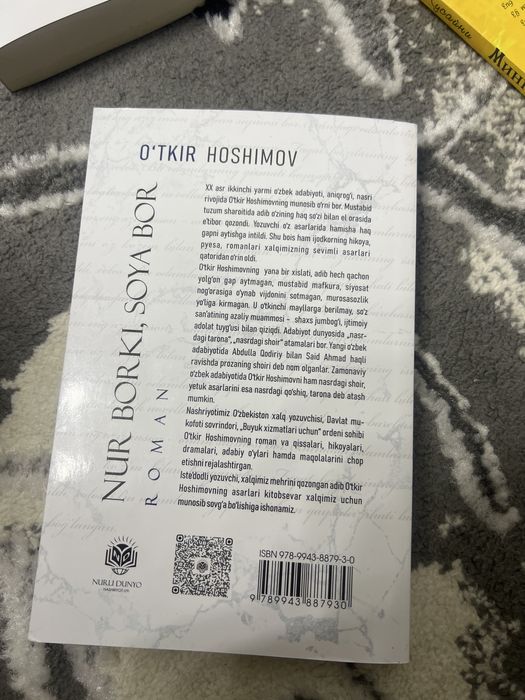 O‘TKIR HOSHIMOV
NUR BORKI, SOYA BOR
ROMAN
XX asr ikkinchi yarmi o‘zbek adabiyoti, aniqrog‘i, nasri
rivojida O‘tkir Hoshimovning munosib o‘rni bor. Mustabid
tuzum sharoitida adib o‘zining haq so‘zi bilan el orasida
e’tibor qozondi. Yozuvchi o‘z asarlarida hamisha haq
gapni aytishga intildi. Shu bois ham ijodkorning hikoya,
pyesa, romanlari xalqimizning sevimli asarlari
qatoridan o‘rin oldi.
O‘tkir Hoshimovning yana bir xislati, adib hech qachon
yolg‘on gap aytmagan, mustabid mafkura, siyosat
nog‘orasiga o‘ynab vijdonini sotmagan, murosasozlik
yo‘liga kirmagan. U o‘tkinchi mayllarga berilmay, so‘z
san’atining azaliy muammosi – shaxs jumbog‘i, ijtimoiy
adolat tuyg‘usi bilan qiziqdi. Adabiyot dunyosida „nasr-
dagi tarona“, „nasrdagi shoir“ atamalari bor. Yangi o‘zbek
adabiyotida Abdulla Qodiriy bilan Said Ahmad haqli
ravishda prozaning shoiri deb nom olganlar. Zamonaviy
o‘zbek adabiyotida O‘tkir Hoshimovni ham nasrdagi shoir,
yetuk asarlarini esa nasrdagi qo‘shiq, tarona deb atash
mumkin.
Nashriyotimiz O‘zbekiston xalq yozuvchisi, Davlat mu-
kofoti sovrindori, „Buyuk xizmatlari uchun“ ordeni sohibi
O‘tkir Hoshimovning roman va qissalari, hikoyalari,
dramalari, adabiy o‘ylari hamda maqolalarini chop
etishni rejalashtirgan.
Iste’dodli yozuvchi, xalqimiz mehrini qozongan adib O‘tkir
Hoshimovning asarlari kitobsevar xalqimiz uchun
munosib sovg‘a bo‘lishiga ishonamiz.
NURLI DUNYO
NASHRIYOT UYI
ISBN 978-9943-8879-3-0
9 789943 887930